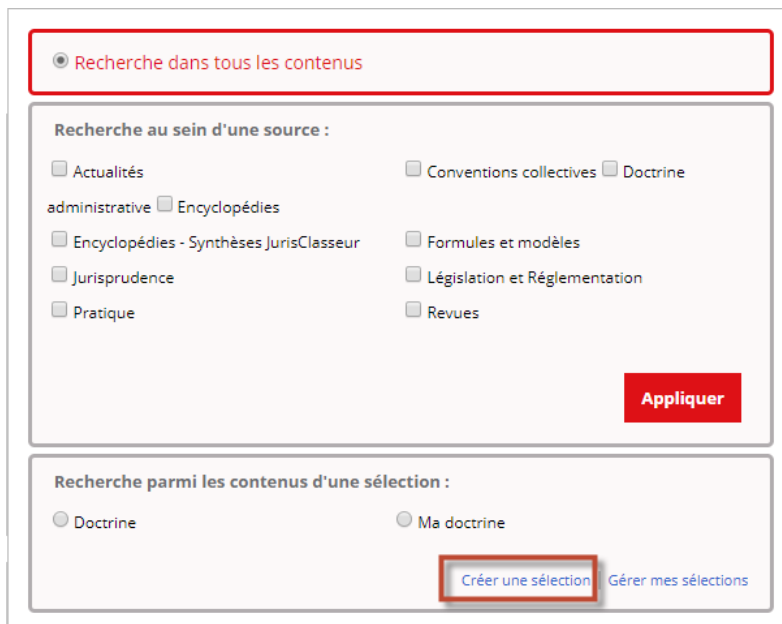 Recherche dans tous les contenus
Recherche au sein d'une source :
Actualités Conventions collectives Doctrine
administrative Encyclopédies
Encyclopédies - Synthèses JurisClasseur Formules et modèles
Jurisprudence Législation et Réglementation
Pratique Revues
Appliquer
Recherche parmi les contenus d'une sélection :
Doctrine Ma doctrine
Créer une sélection | Gérer mes sélections